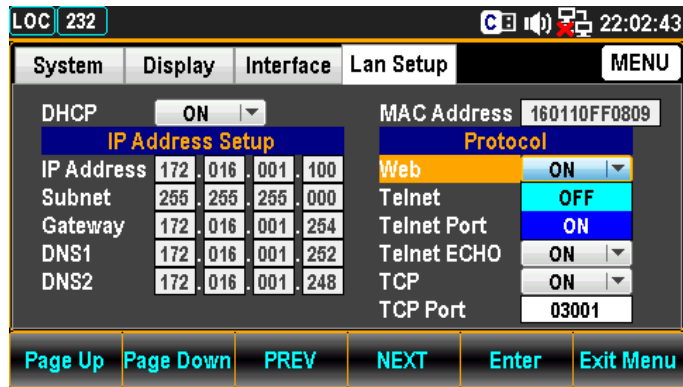 LOC 232 C 22:02:43
System Display Interface Lan Setup MENU
DHCP ON MAC Address 160110FF0809
IP Address Setup Protocol
IP Address 172 . 016 . 001 . 100 Web ON
Subnet 255 . 255 . 255 . 000 Telnet OFF
Gateway 172 . 016 . 001 . 254 Telnet Port ON
DNS1 172 . 016 . 001 . 252 Telnet ECHO ON
DNS2 172 . 016 . 001 . 248 TCP ON
TCP Port 03001
Page Up Page Down PREV NEXT Enter Exit Menu